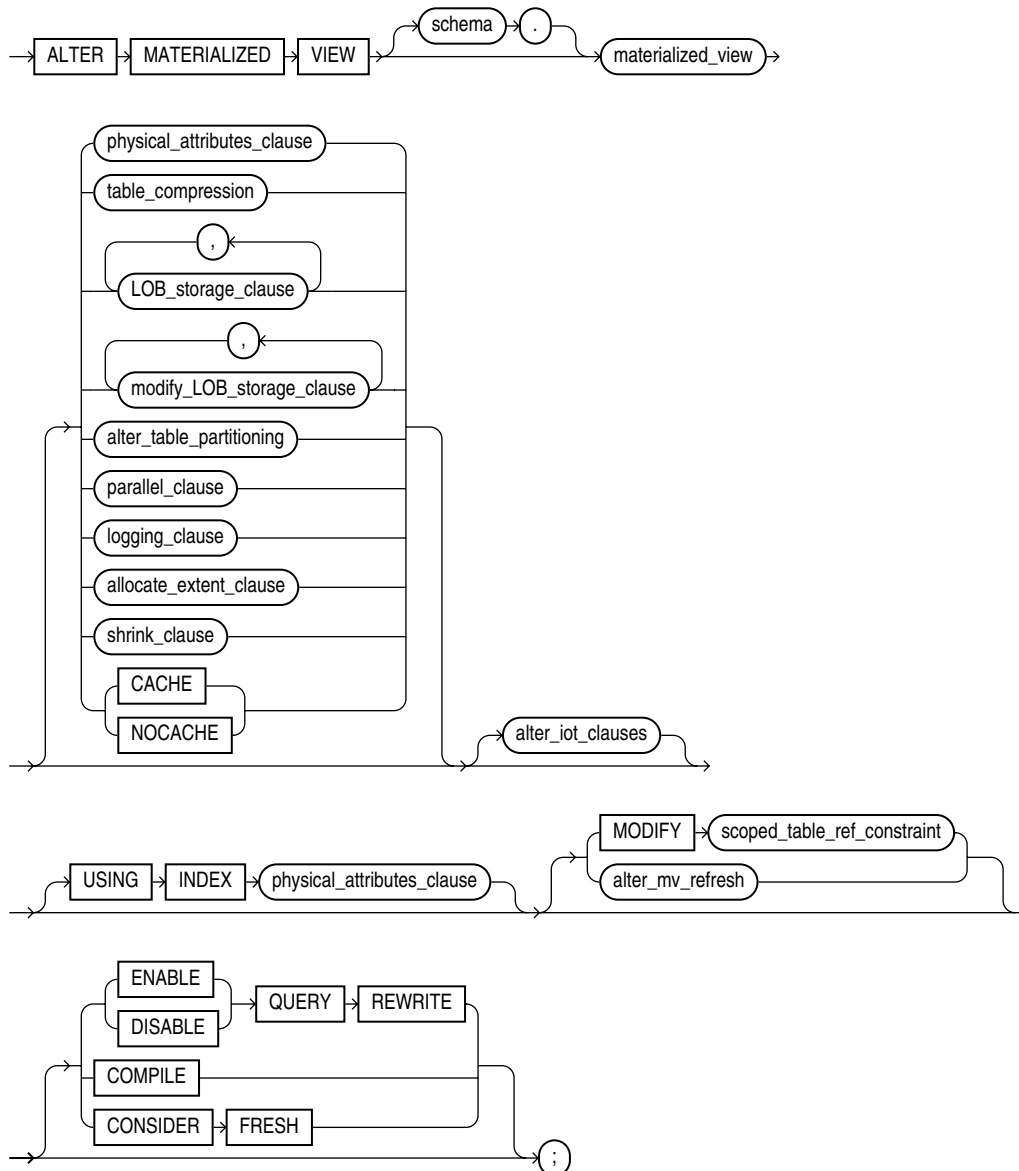 schema .
ALTER MATERIALIZED VIEW materialized_view
physical_attributes_clause
table_compression
,
LOB_storage_clause
,
modify_LOB_storage_clause
alter_table_partitioning
parallel_clause
logging_clause
allocate_extent_clause
shrink_clause
CACHE
NOCACHE
alter_iot_clauses
MODIFY scoped_table_ref_constraint
USING INDEX physical_attributes_clause
alter_mv_refresh
ENABLE
QUERY REWRITE
DISABLE
COMPILE
CONSIDER FRESH
;